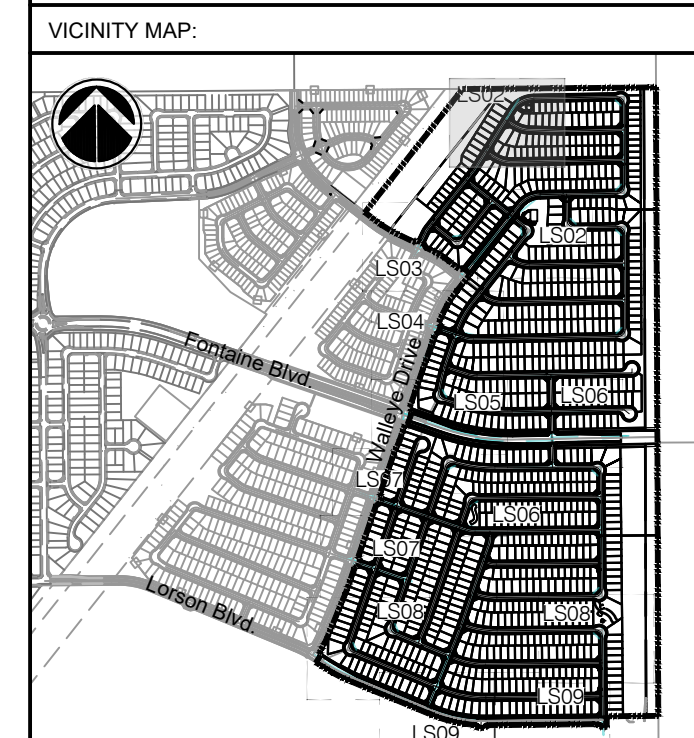 VICINITY MAP:
LS02
LS02
LS03
LS04
Fontaine Blvd.
Walleye Drive
LS05
LS06
LS07
LS06
LS07
Lorson Blvd.
LS08
LS08
LS09
LS09